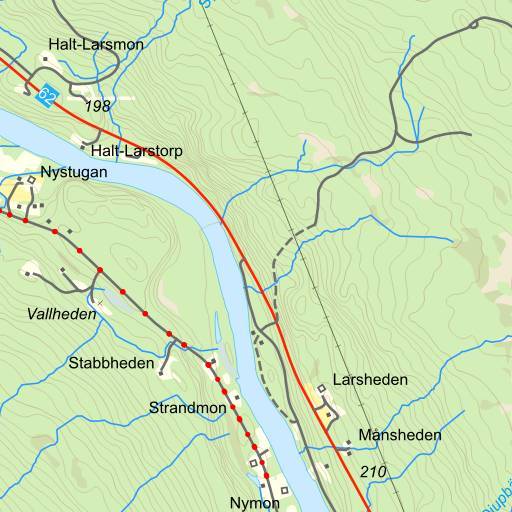 Halt-Larsmon
62
198
Halt-Larstorp
Nystugan
Vallheden
Stabbheden
Larsheden
Strandmon
Månsheden
210
Nymon